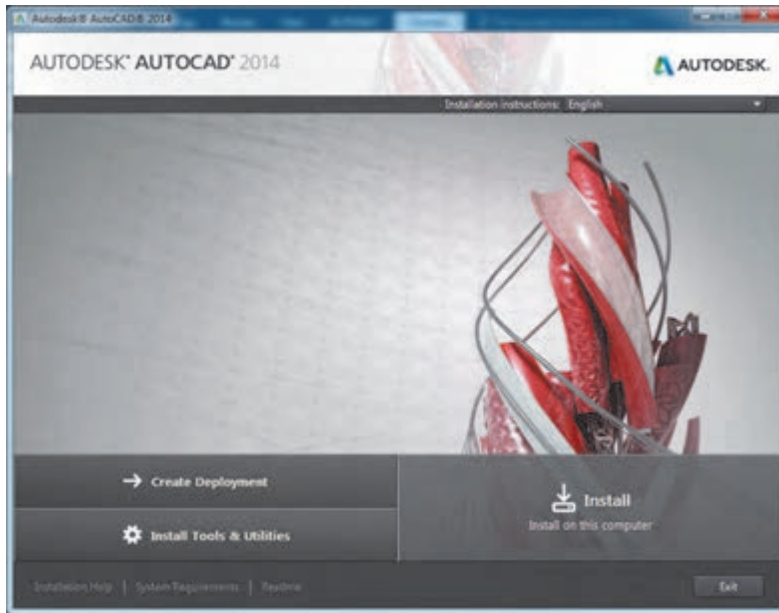 Autodesk® AutoCAD® 2014
AUTODESK® AUTOCAD® 2014
AUTODESK.
Installation instructions: English
Create Deployment
Install
Install on this computer
Install Tools & Utilities
Installation Help | System Requirements | Readme
Exit